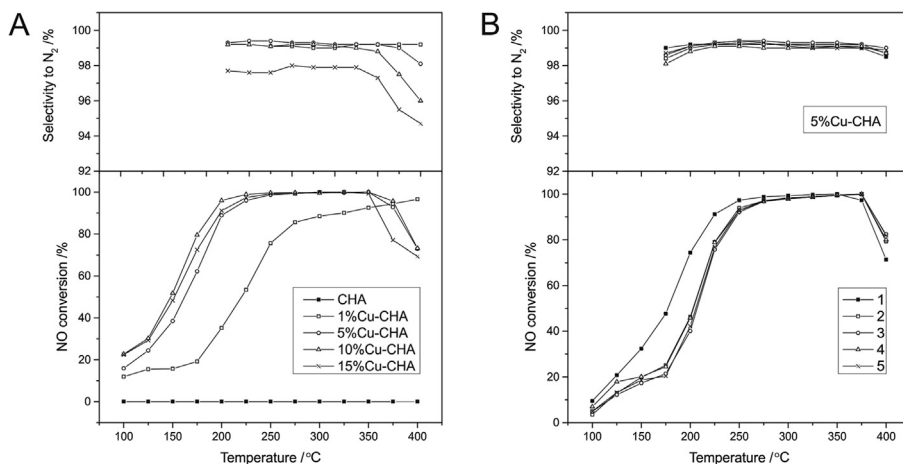 A
Selectivity to N2 /%
100
98
96
94
92
NO conversion /%
100
80
60
40
20
0
CHA
1%Cu-CHA
5%Cu-CHA
10%Cu-CHA
15%Cu-CHA
100 150 200 250 300 350 400
Temperature /°C
B
Selectivity to N2 /%
100
98
96
94
92
5%Cu-CHA
NO conversion /%
100
80
60
40
20
0
1
2
3
4
5
100 150 200 250 300 350 400
Temperature /°C